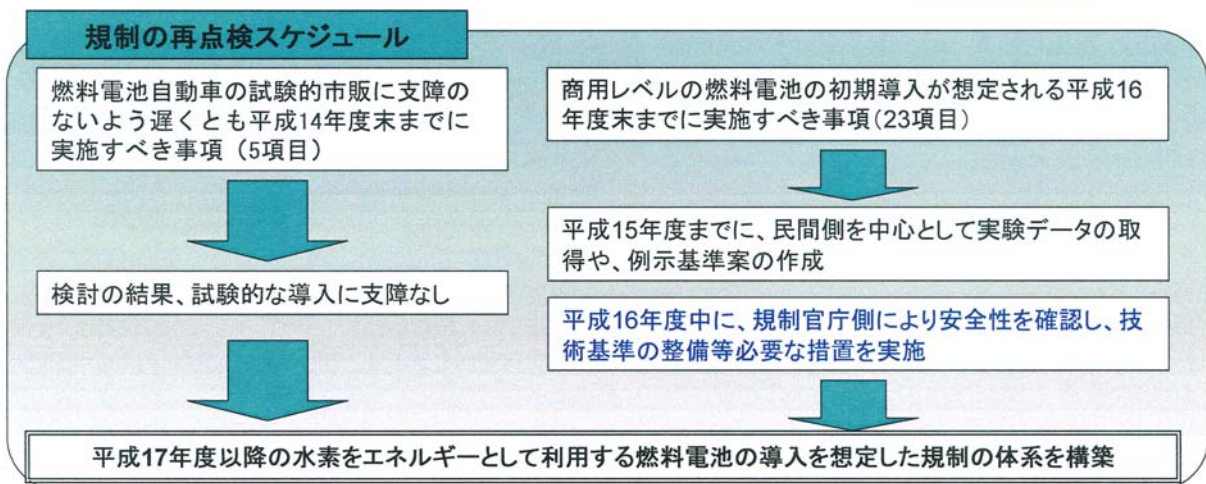 規制の再点検スケジュール
燃料電池自動車の試験的市販に支障の
ないよう遅くとも平成14年度末までに
実施すべき事項（5項目）
検討の結果、試験的な導入に支障なし
商用レベルの燃料電池の初期導入が想定される平成16
年度末までに実施すべき事項（23項目）
平成15年度までに、民間側を中心として実験データの取
得や、例示基準案の作成
平成16年度中に、規制官庁側により安全性を確認し、技
術基準の整備等必要な措置を実施
平成17年度以降の水素をエネルギーとして利用する燃料電池の導入を想定した規制の体系を構築